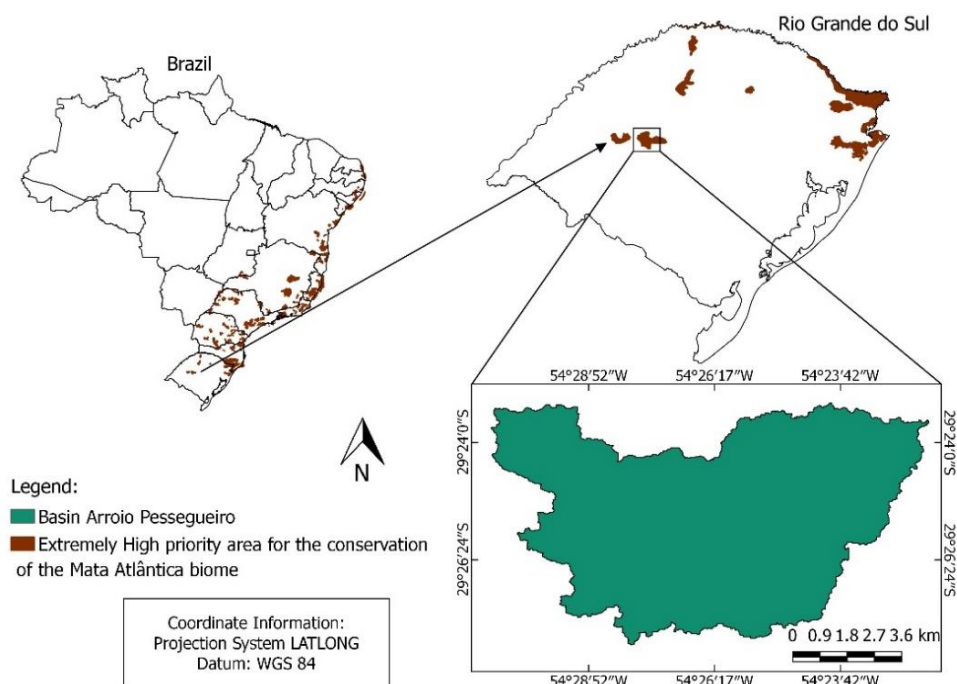 Rio Grande do Sul
Brazil
54°28′52″W 54°26′17″W 54°23′42″W
29°24′0″S 29°24′0″S
29°26′24″S 29°26′24″S
N
Legend:
Basin Arroio Pessegueiro
Extremely High priority area for the conservation
of the Mata Atlântica biome
Coordinate Information:
Projection System LATLONG
Datum: WGS 84
0 0.9 1.8 2.7 3.6 km
54°28′52″W 54°26′17″W 54°23′42″W